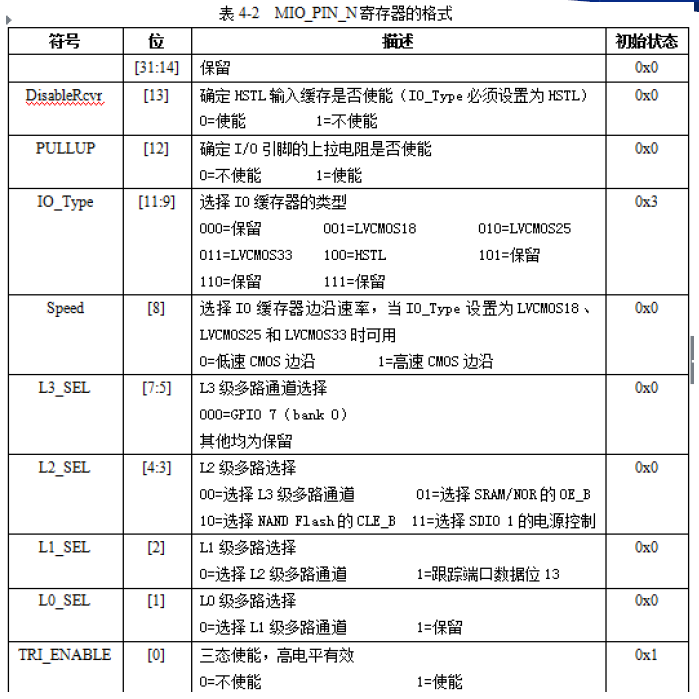 表 4-2 MIO_PIN_N寄存器的格式
符号 位 描述 初始状态
[31:14] 保留 0x0
DisableRcvr [13] 确定 HSTL 输入缓存是否使能（IO_Type 必须设置为 HSTL） 0x0
0=使能 1=不使能
PULLUP [12] 确定 I/O 引脚的上拉电阻是否使能 0x0
0=不使能 1=使能
IO_Type [11:9] 选择 IO 缓存器的类型 0x3
000=保留 001=LVCMOS18 010=LVCMOS25
011=LVCMOS33 100=HSTL 101=保留
110=保留 111=保留
Speed [8] 选择 IO 缓存器边沿速率，当 IO_Type 设置为 LVCMOS18、 0x0
LVCMOS25 和 LVCMOS33 时可用
0=低速 CMOS 边沿 1=高速 CMOS 边沿
L3_SEL [7:5] L3 级多路通道选择 0x0
000=GPIO 7（bank 0）
其他均为保留
L2_SEL [4:3] L2 级多路选择 0x0
00=选择 L3 级多路通道 01=选择 SRAM/NOR 的 OE_B
10=选择 NAND Flash 的 CLE_B 11=选择 SDIO 1 的电源控制
L1_SEL [2] L1 级多路选择 0x0
0=选择 L2 级多路通道 1=跟踪端口数据位 13
L0_SEL [1] L0 级多路选择 0x0
0=选择 L1 级多路通道 1=保留
TRI_ENABLE [0] 三态使能，高电平有效 0x1
0=不使能 1=使能